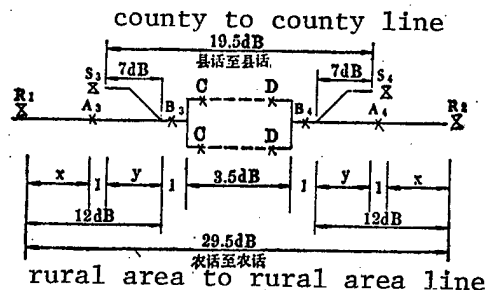 county to county line
19.5dB
县话至县话
7dB
7dB
S3
S4
C
D
R1
A3
B3
B4
A4
R2
C
D
x
1
y
1
3.5dB
1
y
1
x
12dB
12dB
29.5dB
农话至农话
rural area to rural area line